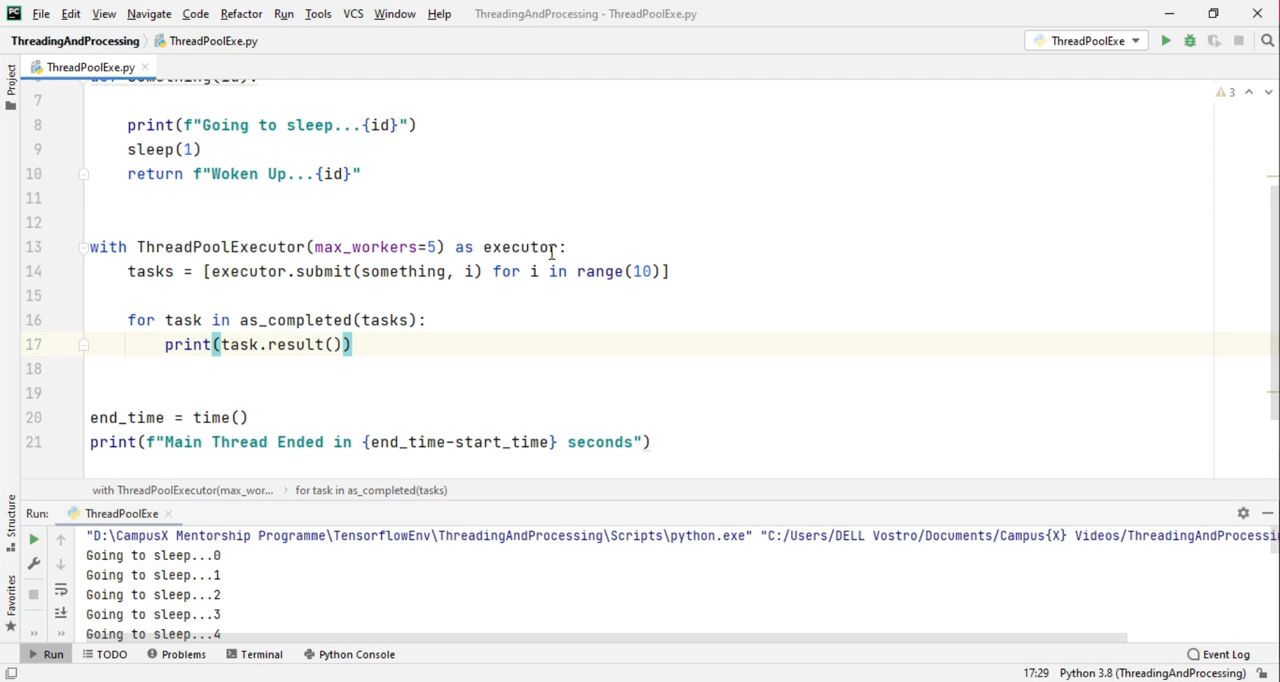 File Edit View Navigate Code Refactor Run Tools VCS Window Help ThreadingAndProcessing - ThreadPoolExe.py
ThreadingAndProcessing ThreadPoolExe.py ThreadPoolExe
Project
ThreadPoolExe.py
3
7
8 print(f"Going to sleep...{id}")
9 sleep(1)
10 return f"Woken Up...{id}"
11
12
13 with ThreadPoolExecutor(max_workers=5) as executor:
14 tasks = [executor.submit(something, i) for i in range(10)]
15
16 for task in as_completed(tasks):
17 print(task.result())
18
19
20 end_time = time()
21 print(f"Main Thread Ended in {end_time-start_time} seconds")
with ThreadPoolExecutor(max_wor... › for task in as_completed(tasks)
Structure
Favorites
Run: ThreadPoolExe
"D:\CampusX Mentorship Programme\TensorflowEnv\ThreadingAndProcessing\Scripts\python.exe" "C:/Users/DELL Vostro/Documents/Campus{X} Videos/ThreadingAndProcessi
Going to sleep...0
Going to sleep...1
Going to sleep...2
Going to sleep...3
Going to sleep...4
Run TODO Problems Terminal Python Console Event Log
17:29 Python 3.8 (ThreadingAndProcessing)